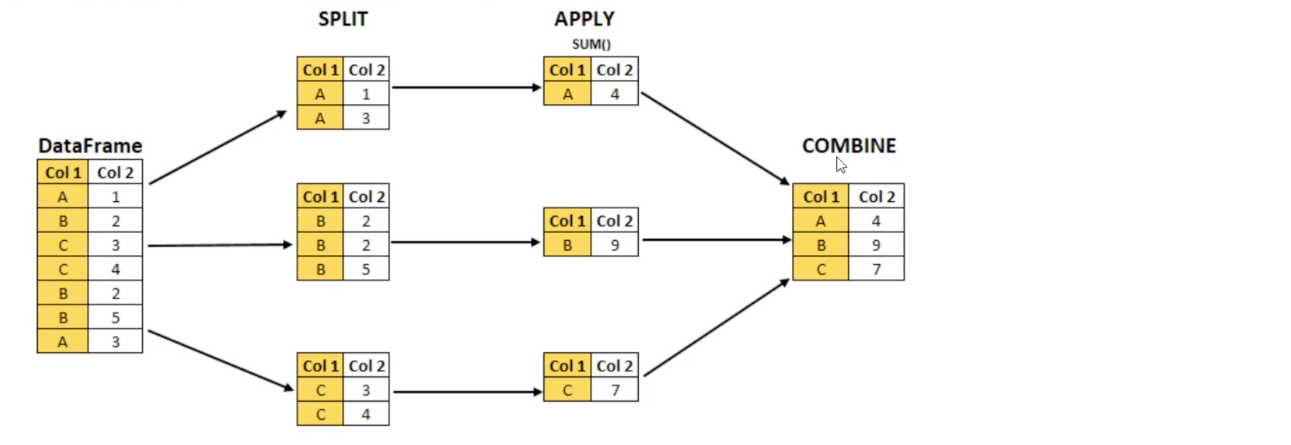 SPLIT
APPLY
SUM()
DataFrame
Col 1 Col 2
A 1
B 2
C 3
C 4
B 2
B 5
A 3
Col 1 Col 2
A 1
A 3
Col 1 Col 2
B 2
B 2
B 5
Col 1 Col 2
C 3
C 4
Col 1 Col 2
A 4
Col 1 Col 2
B 9
Col 1 Col 2
C 7
COMBINE
Col 1 Col 2
A 4
B 9
C 7